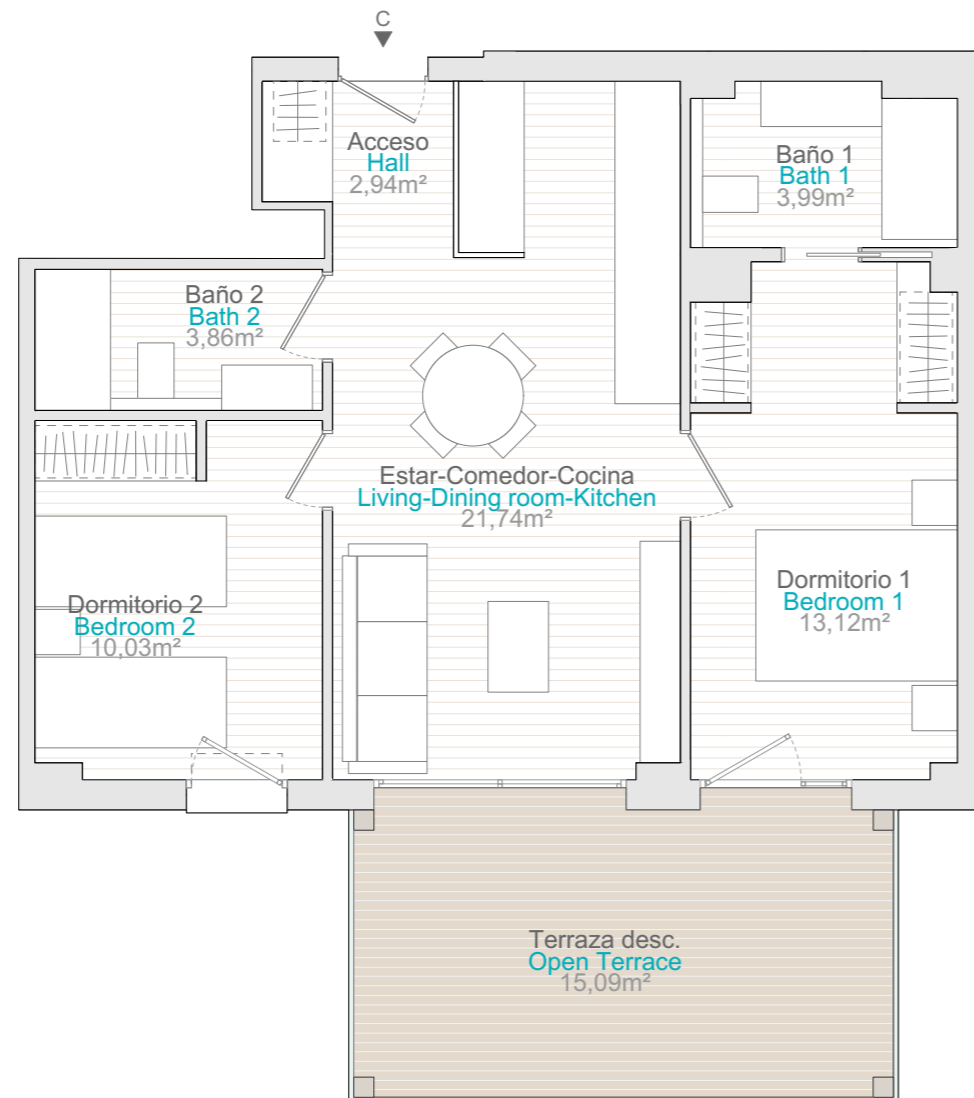 C
Acceso
Hall
2,94m²
Baño 1
Bath 1
3,99m²
Baño 2
Bath 2
3,86m²
Estar-Comedor-Cocina
Living-Dining room-Kitchen
21,74m²
Dormitorio 2
Bedroom 2
10,03m²
Dormitorio 1
Bedroom 1
13,12m²
Terraza desc.
Open Terrace
15,09m²